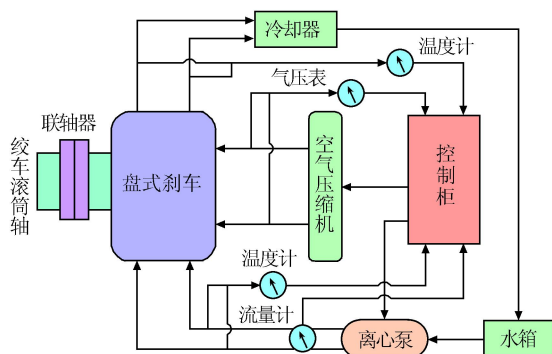 冷却器
温度计
气压表
联轴器
绞车滚筒轴
盘式刹车
空气压缩机
控制柜
温度计
流量计
离心泵
水箱